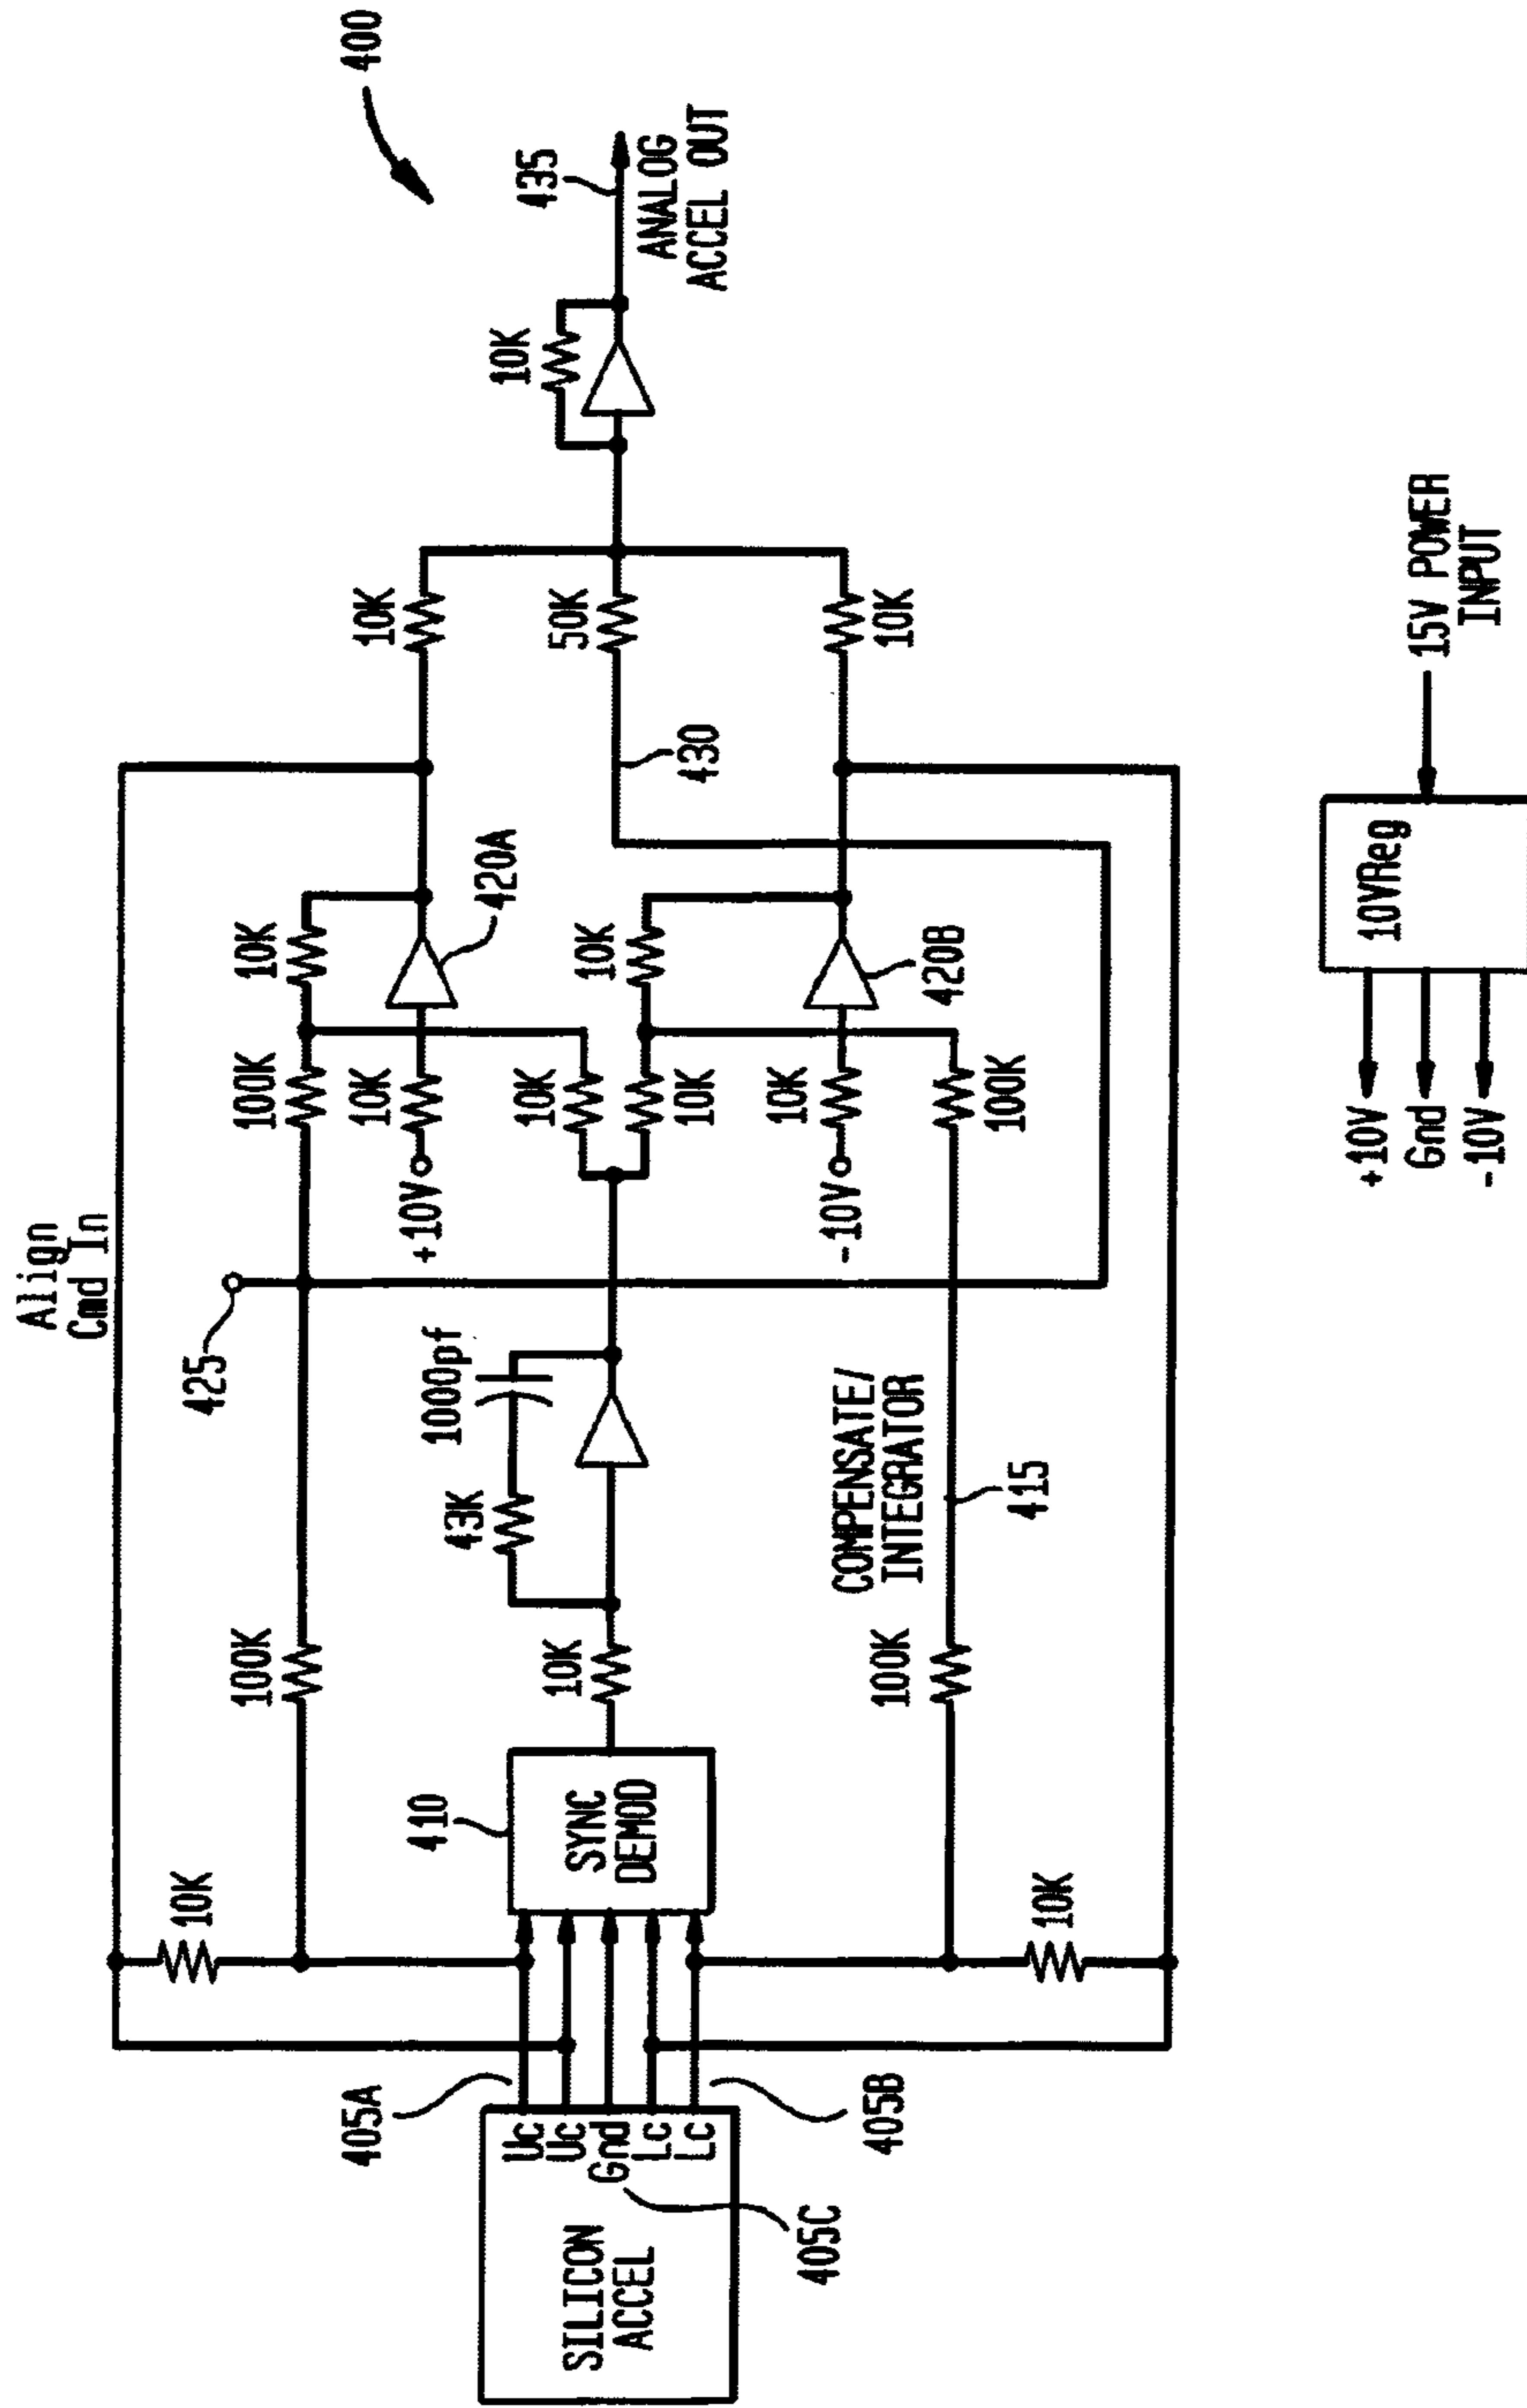 400
Align
Cmd In
425
10K
100K
100K
10K
10K
435
1000pf
+10V
10K
420A
10K
ANALOG
ACCEL OUT
405A
410
43K
10K
10K
50K
SILICON
ACCEL
Uc
Uc
Gnd
Lc
Lc
SYNC
DEMOD
10K
10K
430
405C
405B
10K
100K
COMPENSATE/
INTEGRATOR
415
-10V
10K
100K
420B
10K
+10V
Gnd
-10V
10VReg
15V POWER
INPUT